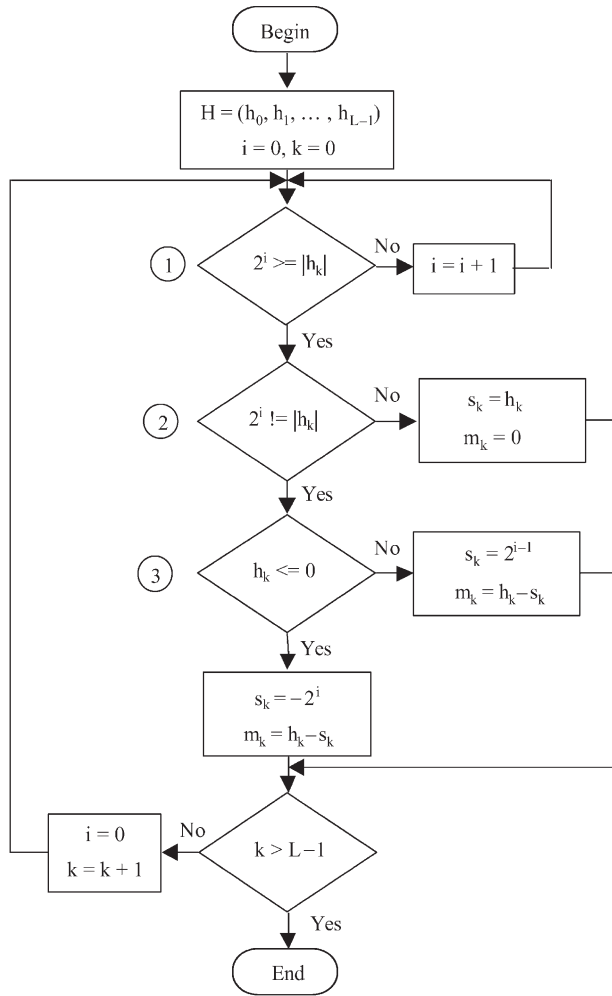 Begin
H = (h₀, h₁, … , h_L₋₁)
i = 0, k = 0
1
2ⁱ >= |hₖ|
No
i = i + 1
Yes
2
2ⁱ != |hₖ|
No
sₖ = hₖ
mₖ = 0
Yes
3
hₖ <= 0
No
sₖ = 2ⁱ⁻¹
mₖ = hₖ − sₖ
Yes
sₖ = − 2ⁱ
mₖ = hₖ − sₖ
i = 0
k = k + 1
No
k > L − 1
Yes
End